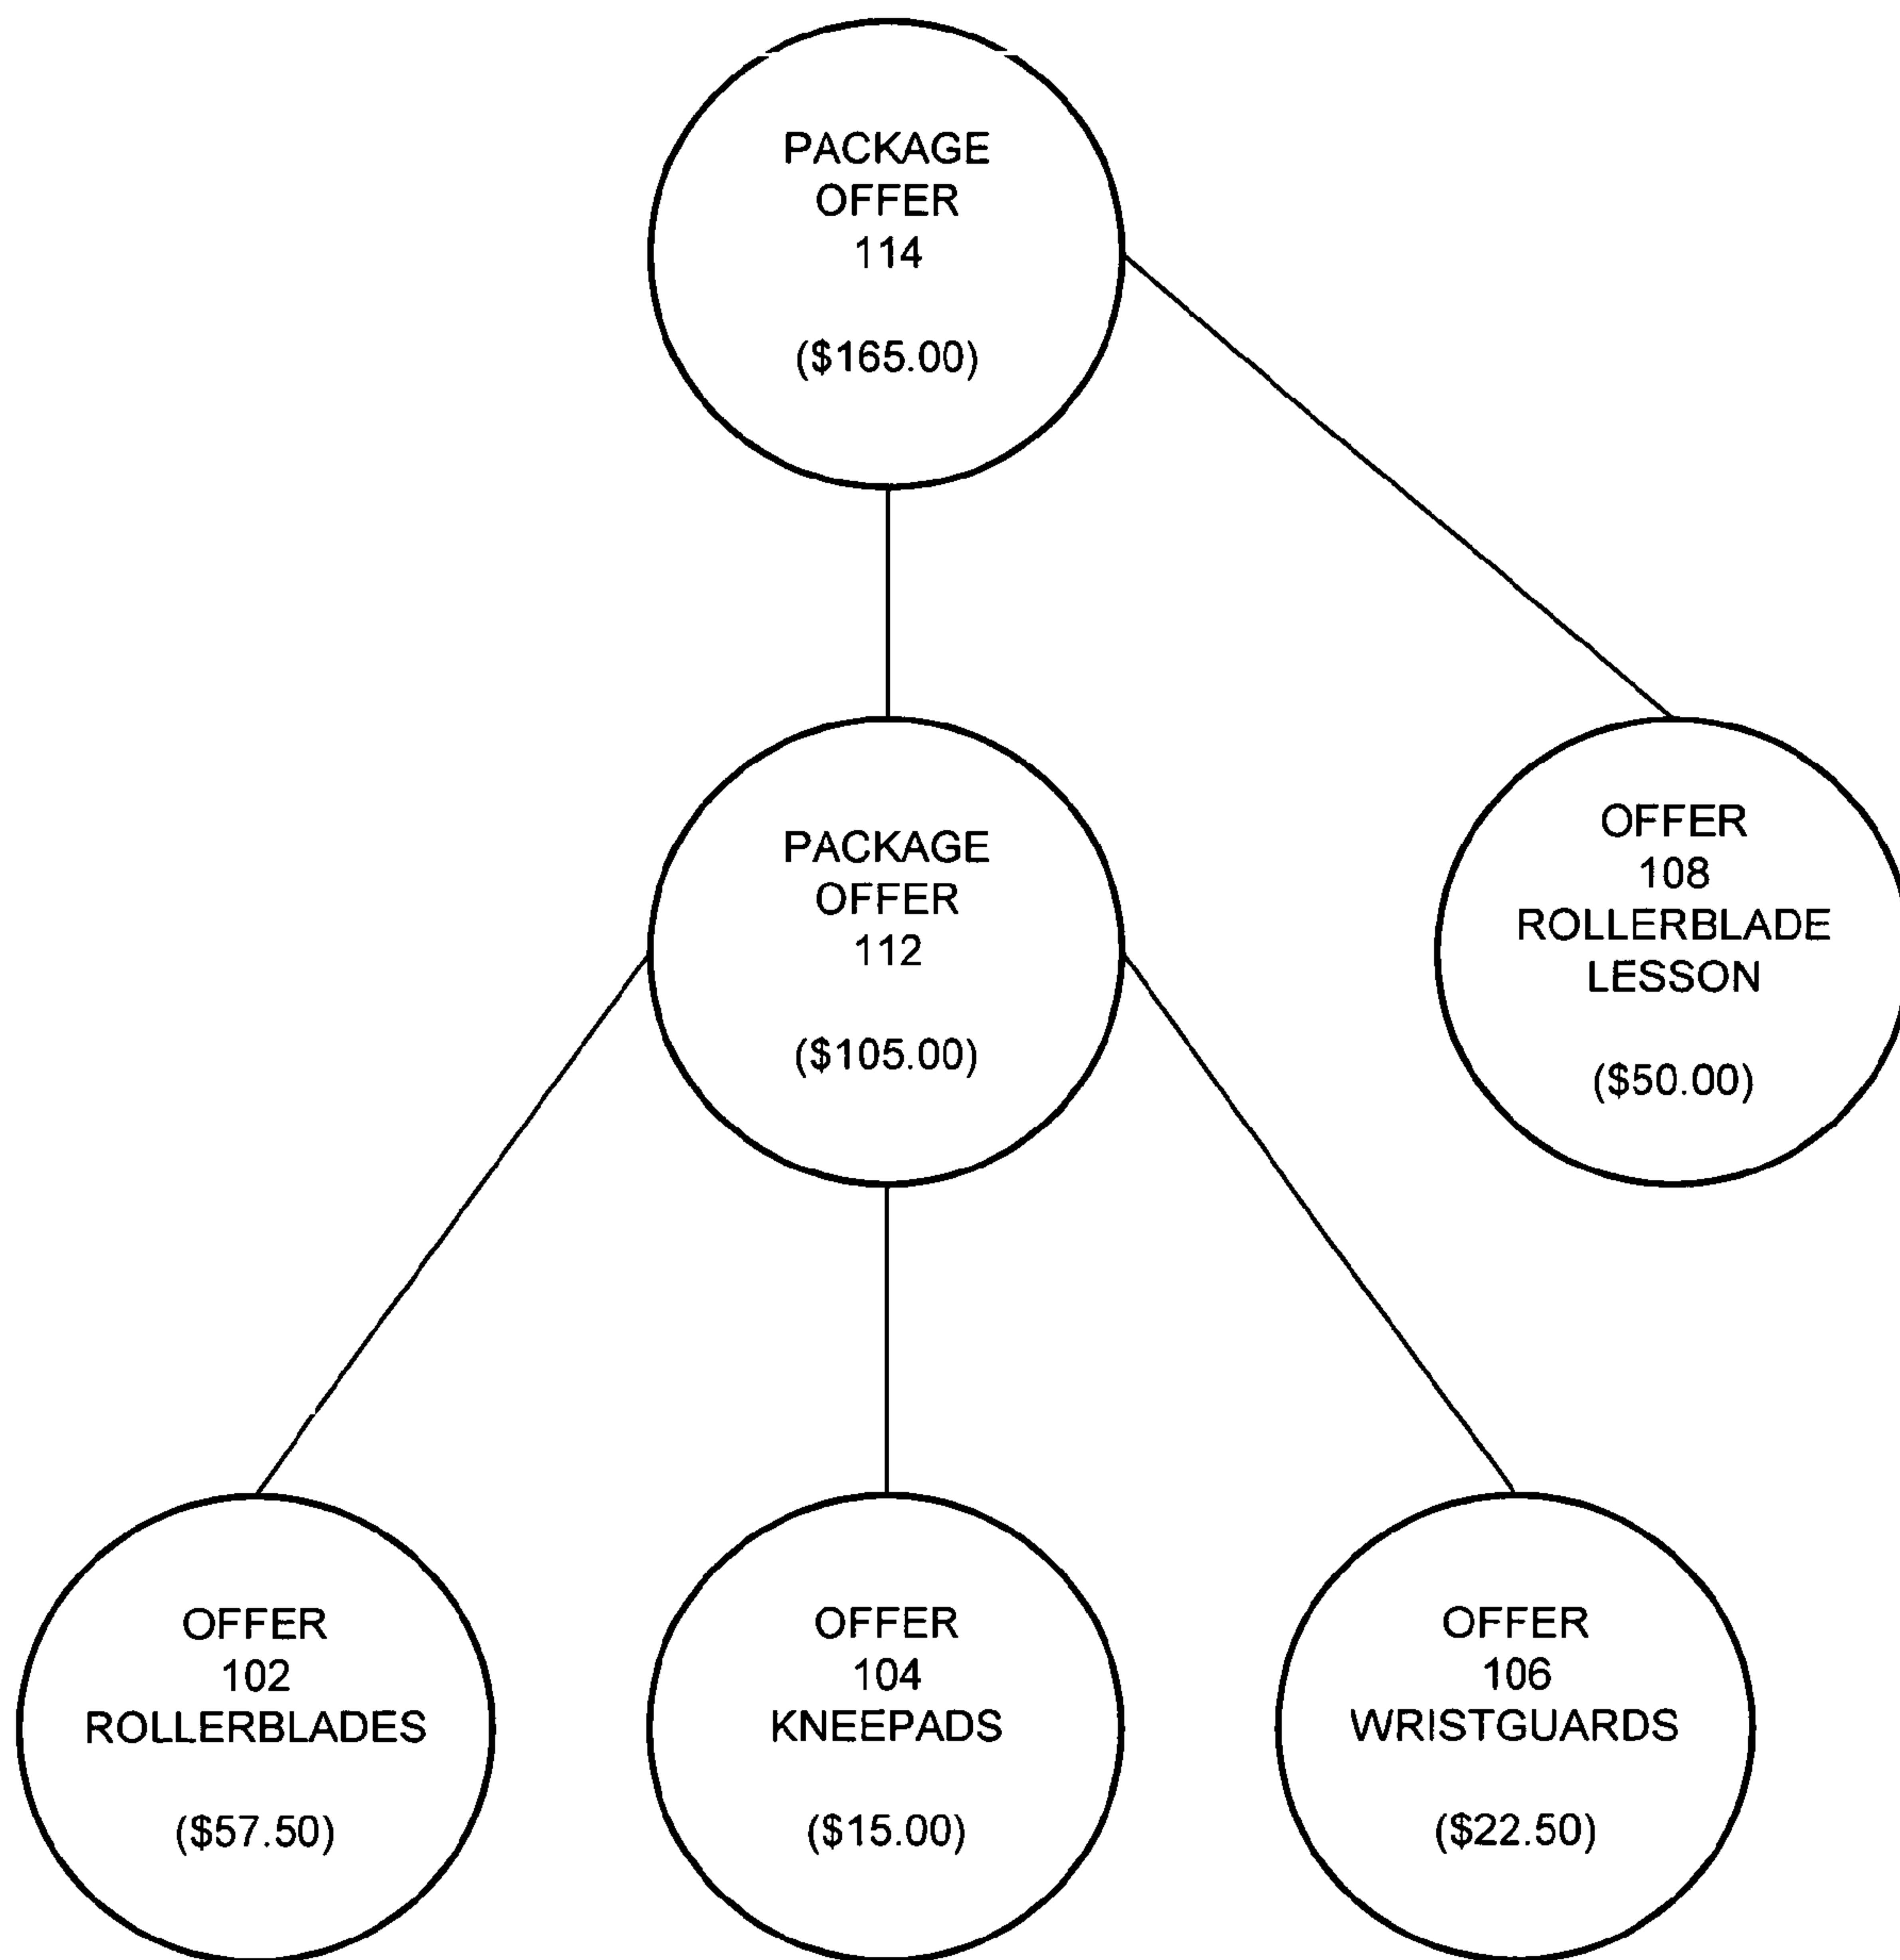 PACKAGE
OFFER
114
($165.00)
PACKAGE
OFFER
112
($105.00)
OFFER
108
ROLLERBLADE
LESSON
($50.00)
OFFER
102
ROLLERBLADES
($57.50)
OFFER
104
KNEEPADS
($15.00)
OFFER
106
WRISTGUARDS
($22.50)